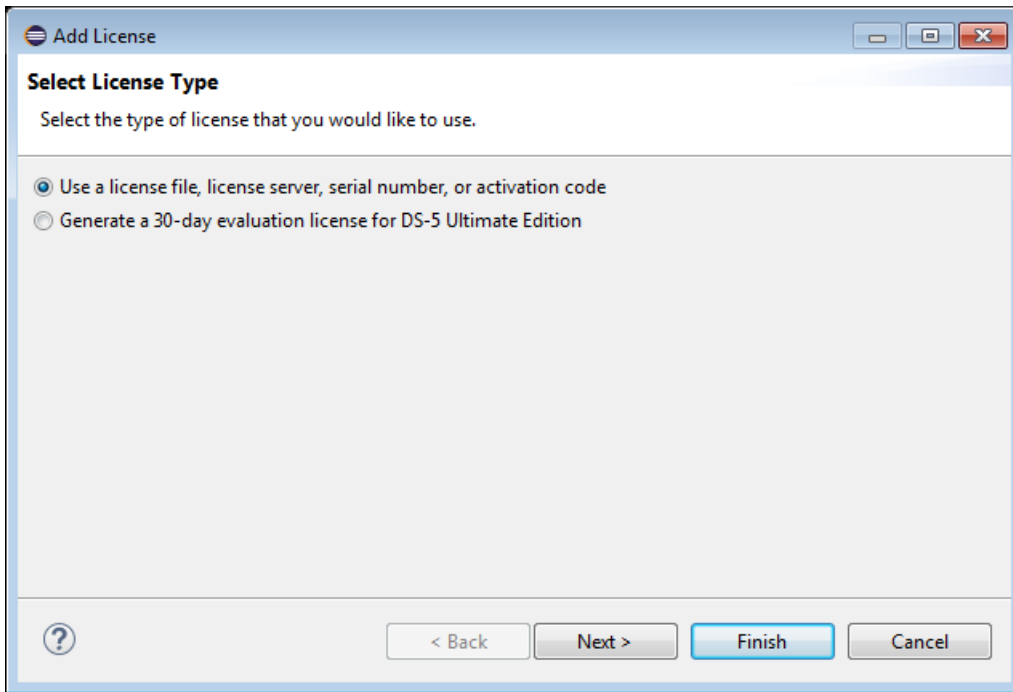 Add License
Select License Type
Select the type of license that you would like to use.
Use a license file, license server, serial number, or activation code
Generate a 30-day evaluation license for DS-5 Ultimate Edition
? < Back Next > Finish Cancel